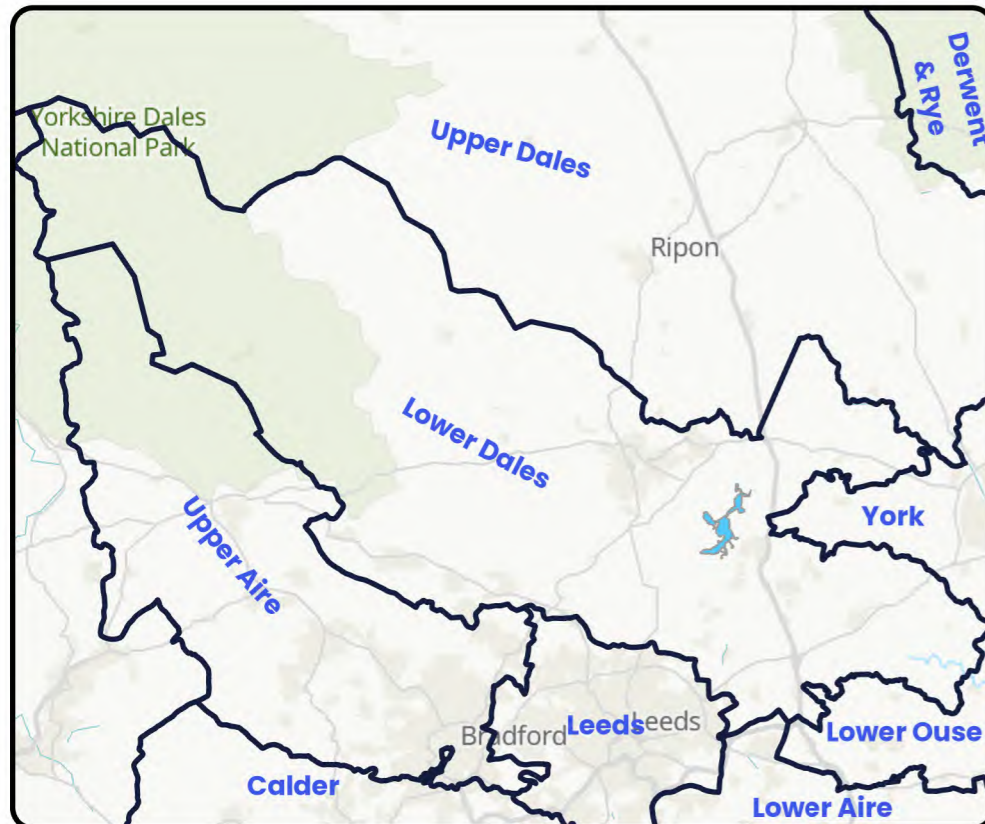 Derwent
& Rye
Yorkshire Dales
National Park
Upper Dales
Ripon
Lower Dales
Upper Aire
York
Bradford
Leeds
Leeds
Lower Ouse
Calder
Lower Aire